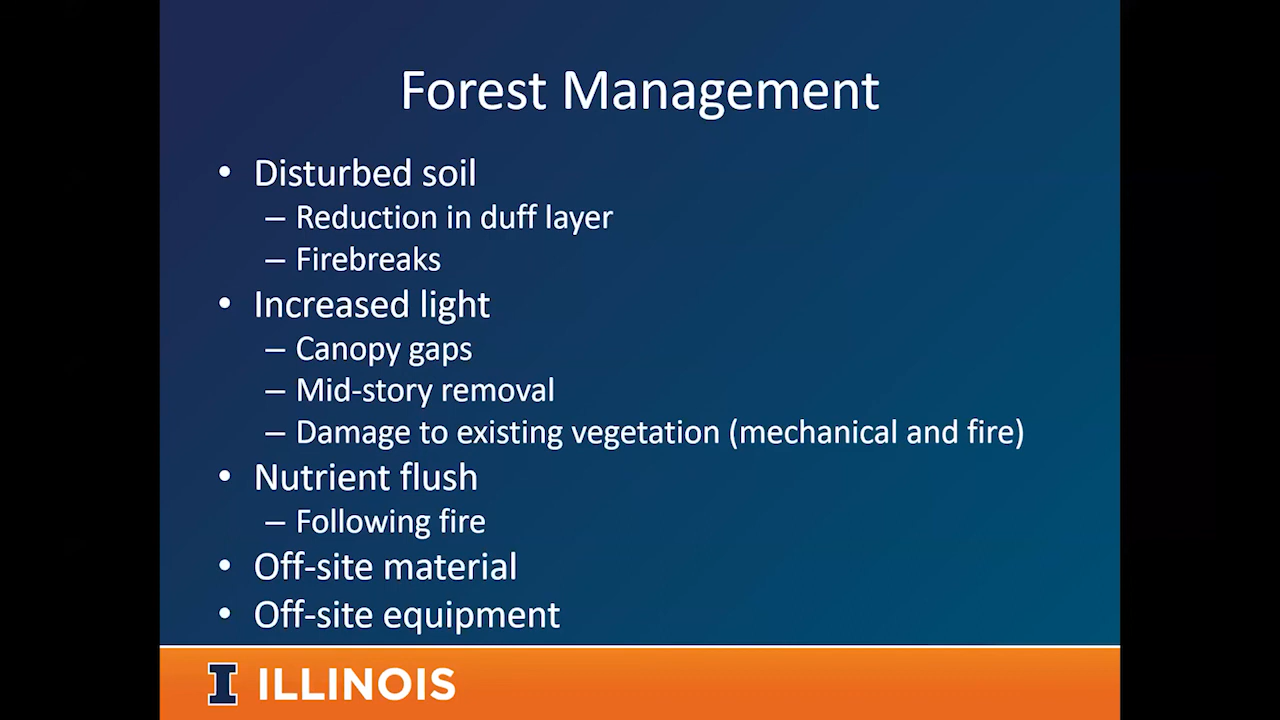 Forest Management
• Disturbed soil
– Reduction in duff layer
– Firebreaks
• Increased light
– Canopy gaps
– Mid-story removal
– Damage to existing vegetation (mechanical and fire)
• Nutrient flush
– Following fire
• Off-site material
• Off-site equipment
I ILLINOIS